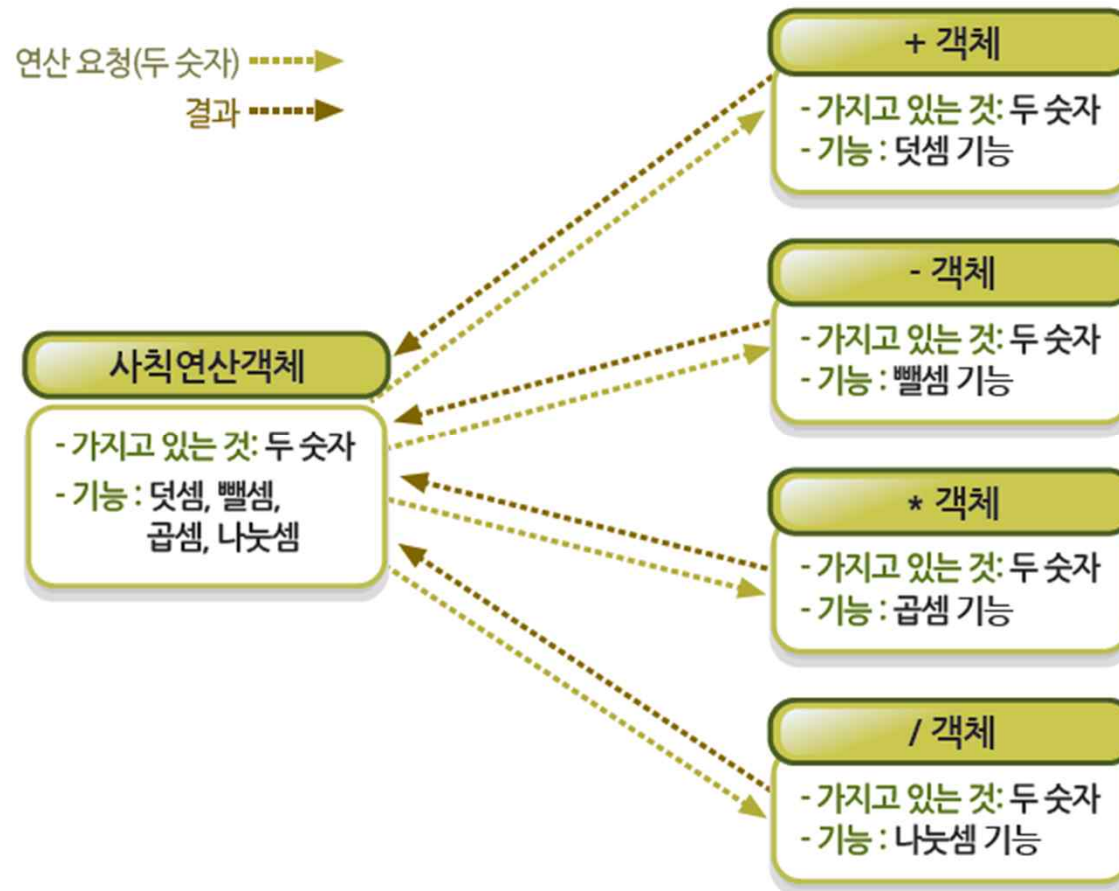 연산 요청(두 숫자)
결과
사칙연산객체
- 가지고 있는 것: 두 숫자
- 기능 : 덧셈, 뺄셈,
곱셈, 나눗셈
+ 객체
- 가지고 있는 것: 두 숫자
- 기능 : 덧셈 기능
- 객체
- 가지고 있는 것: 두 숫자
- 기능 : 뺄셈 기능
* 객체
- 가지고 있는 것: 두 숫자
- 기능 : 곱셈 기능
/ 객체
- 가지고 있는 것: 두 숫자
- 기능 : 나눗셈 기능